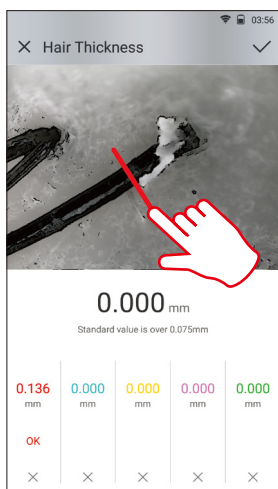 03:56
Hair Thickness
0.000 mm
Standard value is over 0.075mm
0.136 0.000 0.000 0.000 0.000
mm mm mm mm mm
OK